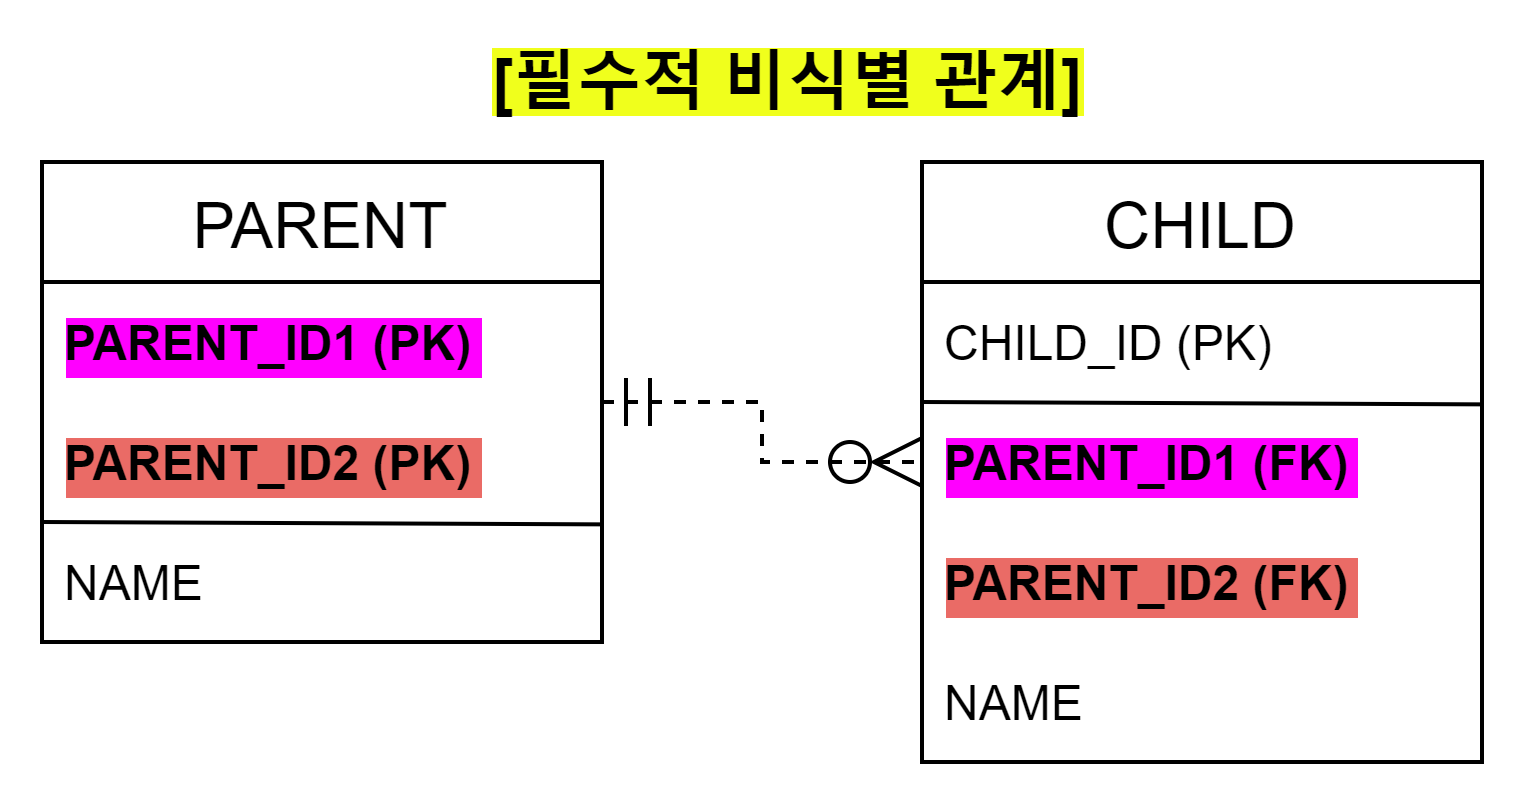 [필수적 비식별 관계]
PARENT
PARENT_ID1 (PK)
PARENT_ID2 (PK)
NAME
CHILD
CHILD_ID (PK)
PARENT_ID1 (FK)
PARENT_ID2 (FK)
NAME